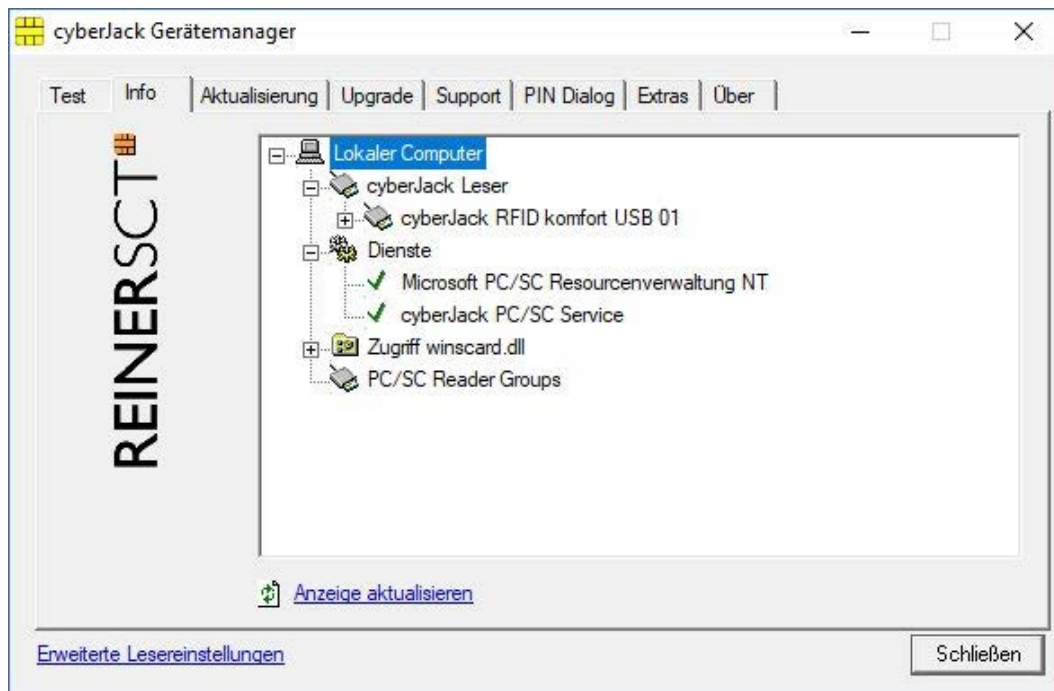 cyberJack Gerätemanager
Test Info Aktualisierung Upgrade Support PIN Dialog Extras Über
REINERSCT
Lokaler Computer
cyberJack Leser
cyberJack RFID komfort USB 01
Dienste
Microsoft PC/SC Resourcenverwaltung NT
cyberJack PC/SC Service
Zugriff winscard.dll
PC/SC Reader Groups
Anzeige aktualisieren
Erweiterte Lesereinstellungen
Schließen